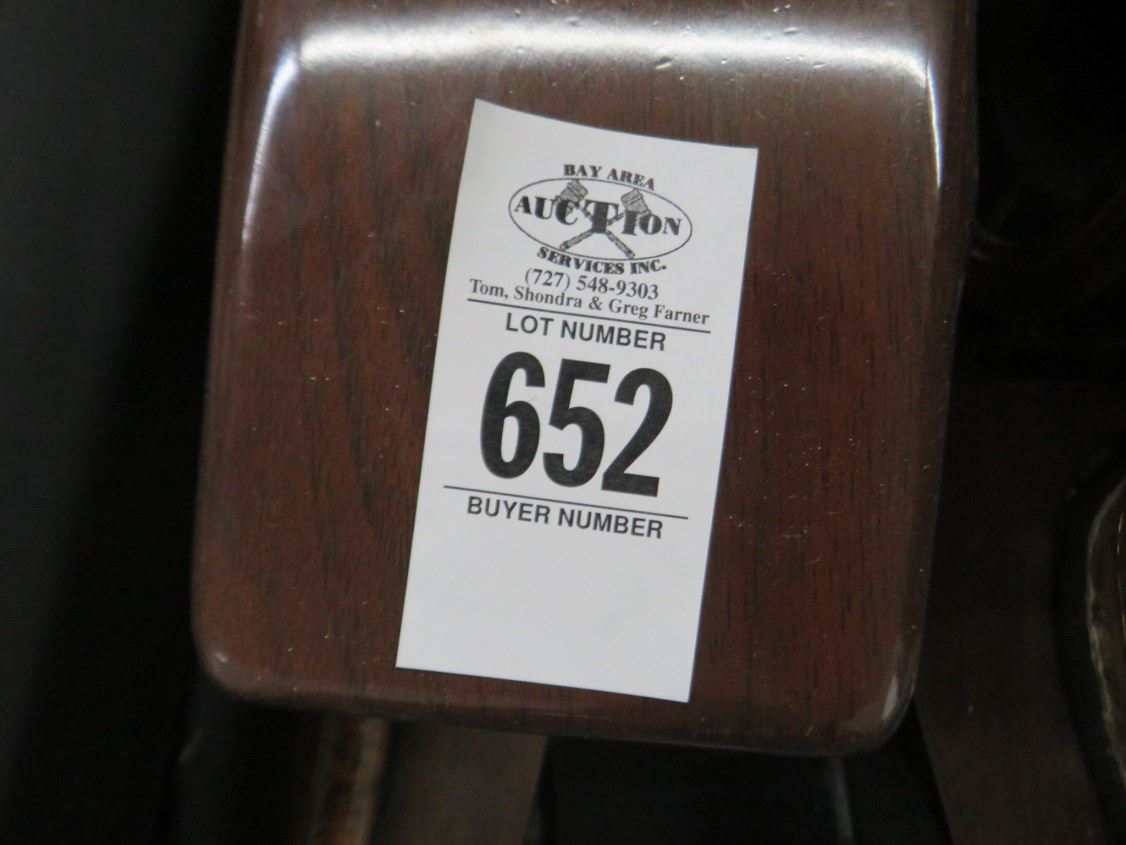 BAY AREA
AUCTION
SERVICES INC.
(727) 548-9303
Tom, Shondra & Greg Farner
LOT NUMBER
652
BUYER NUMBER